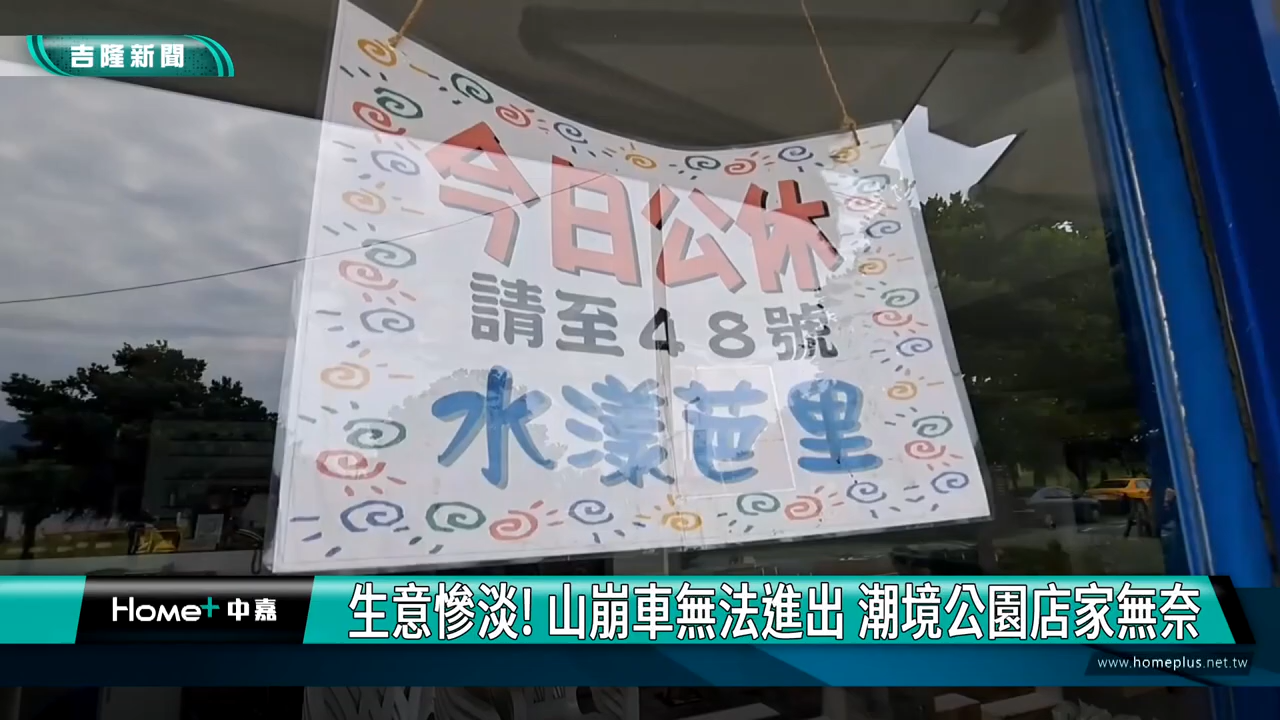 吉隆新聞
今日公休
請至48號
水漾芭里
Home+ 中嘉
生意慘淡! 山崩車無法進出 潮境公園店家無奈
www.homeplus.net.tw